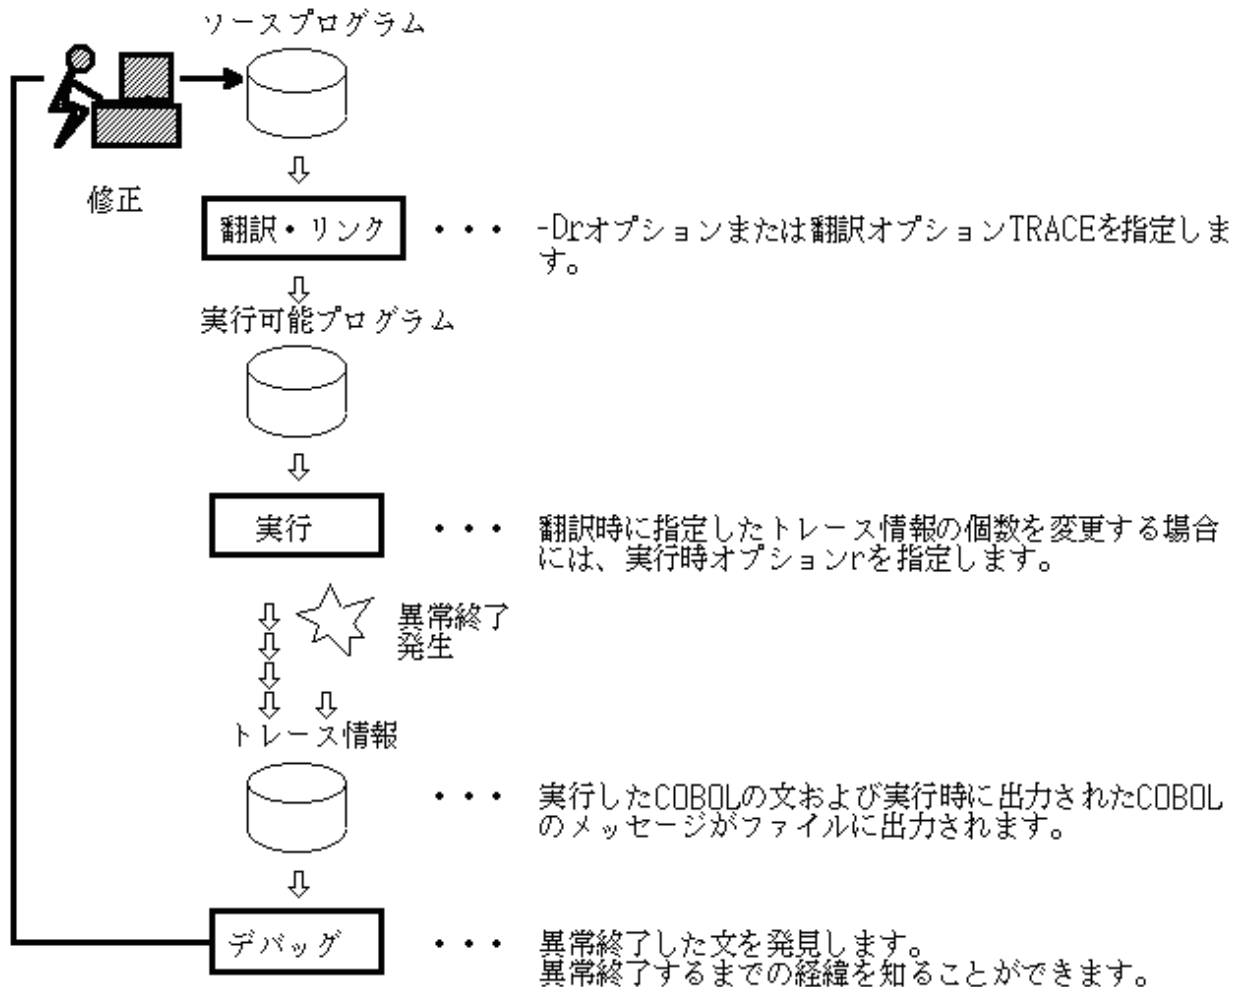 ソースプログラム
修正
翻訳・リンク ・・・ -Drオプションまたは翻訳オプションTRACEを指定しま
す。
実行可能プログラム
実行 ・・・ 翻訳時に指定したトレース情報の個数を変更する場合
には、実行時オプションrを指定します。
異常終了
発生
トレース情報
・・・ 実行したCOBOLの文および実行時に出力されたCOBOL
のメッセージがファイルに出力されます。
デバッグ ・・・ 異常終了した文を発見します。
異常終了するまでの経緯を知ることができます。